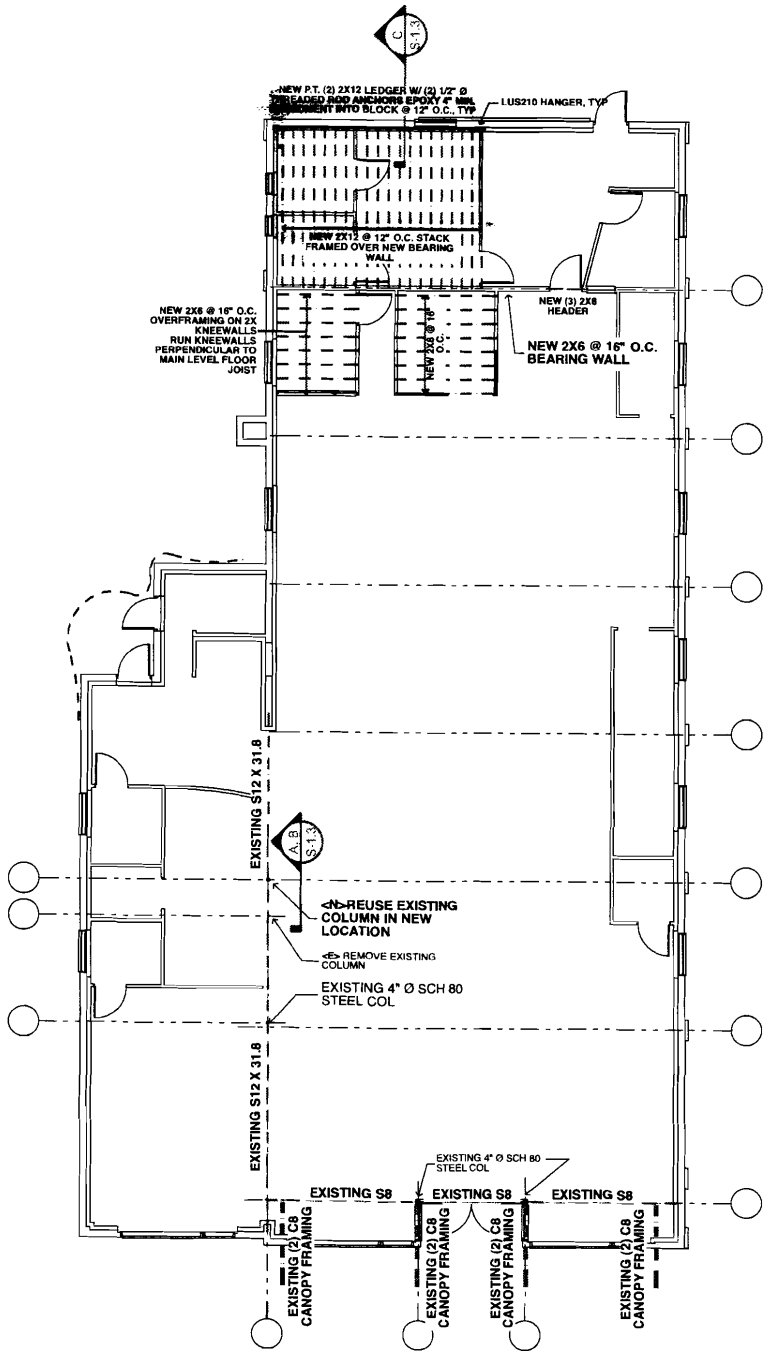 C
S-1.3
NEW P.T. (2) 2X12 LEDGER W/ (2) 1/2" Ø
THREADED ROD ANCHORS EPOXY 4" MIN.
EMBEDMENT INTO BLOCK @ 12" O.C., TYP
LUS210 HANGER, TYP
NEW 2X12 @ 12" O.C. STACK
FRAMED OVER NEW BEARING
WALL
NEW 2X6 @ 16" O.C.
OVERFRAMING ON 2X
KNEEWALLS
RUN KNEEWALLS
PERPENDICULAR TO
MAIN LEVEL FLOOR
JOIST
NEW 2X8 @ 16"
O.C.
NEW (3) 2X8
HEADER
NEW 2X6 @ 16" O.C.
BEARING WALL
EXISTING S12 X 31.8
A, B
S-1.3
<N> REUSE EXISTING
COLUMN IN NEW
LOCATION
<E> REMOVE EXISTING
COLUMN
EXISTING 4" Ø SCH 80
STEEL COL
EXISTING S12 X 31.8
EXISTING 4" Ø SCH 80
STEEL COL
EXISTING S8
EXISTING S8
EXISTING S8
EXISTING (2) C8
CANOPY FRAMING
EXISTING (2) C8
CANOPY FRAMING
EXISTING (2) C8
CANOPY FRAMING
EXISTING (2) C8
CANOPY FRAMING